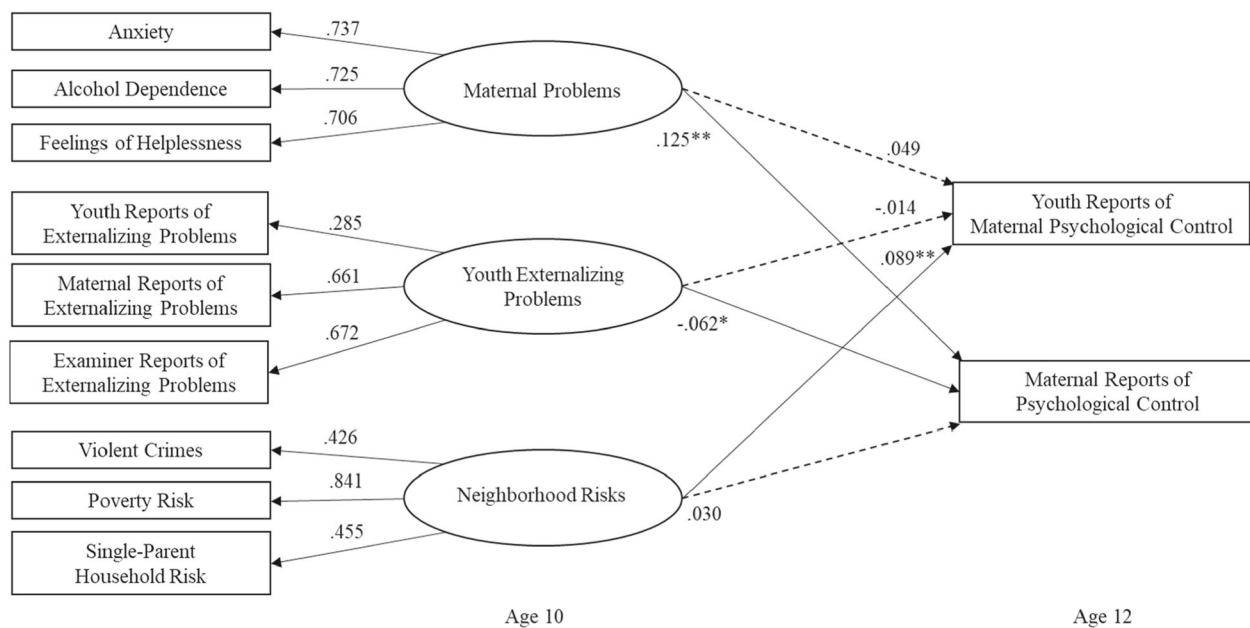 Anxiety
.737
Alcohol Dependence
.725
Feelings of Helplessness
.706
Maternal Problems
.125**
.049
Youth Reports of
Externalizing Problems
.285
Maternal Reports of
Externalizing Problems
.661
Examiner Reports of
Externalizing Problems
.672
Youth Externalizing
Problems
-.014
.089**
-.062*
Youth Reports of
Maternal Psychological Control
Maternal Reports of
Psychological Control
Violent Crimes
.426
Poverty Risk
.841
Single-Parent
Household Risk
.455
Neighborhood Risks
.030
Age 10
Age 12